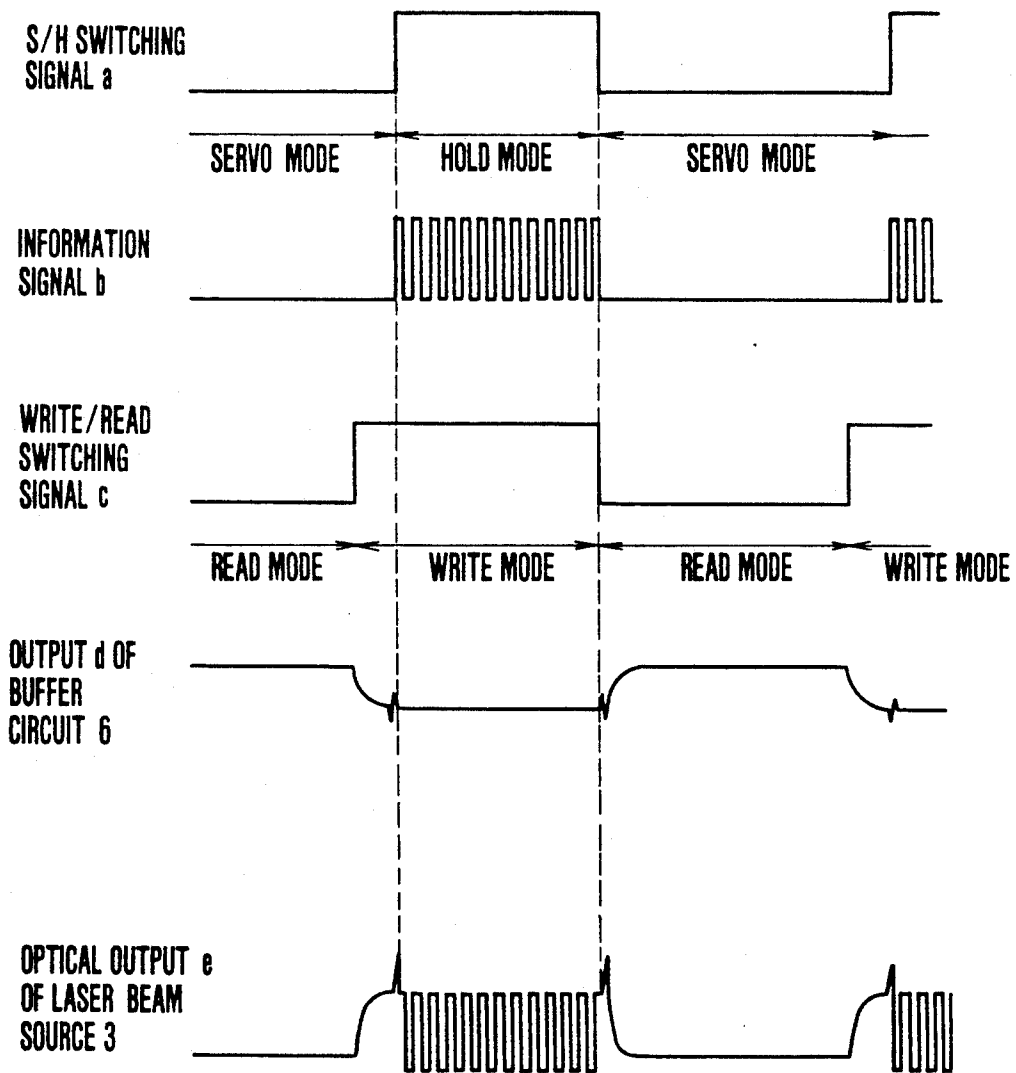 S/H SWITCHING
SIGNAL a
SERVO MODE HOLD MODE SERVO MODE
INFORMATION
SIGNAL b
WRITE/READ
SWITCHING
SIGNAL c
READ MODE WRITE MODE READ MODE WRITE MODE
OUTPUT d OF
BUFFER
CIRCUIT 6
OPTICAL OUTPUT e
OF LASER BEAM
SOURCE 3